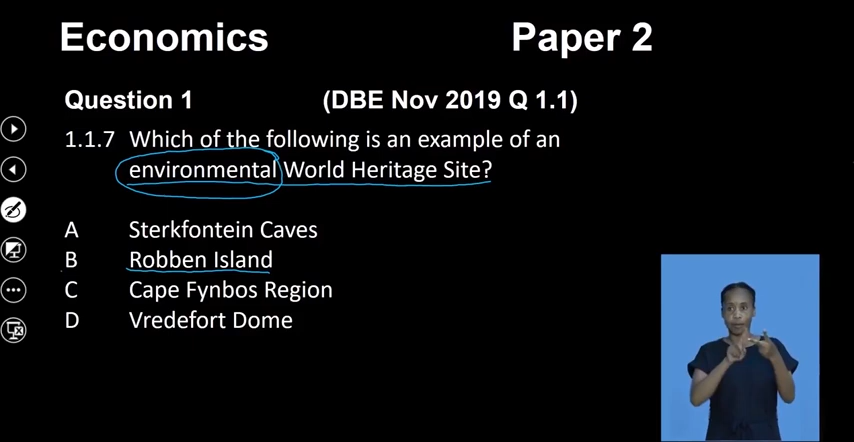 Economics Paper 2
Question 1 (DBE Nov 2019 Q 1.1)
1.1.7 Which of the following is an example of an
environmental World Heritage Site?
A Sterkfontein Caves
B Robben Island
C Cape Fynbos Region
D Vredefort Dome